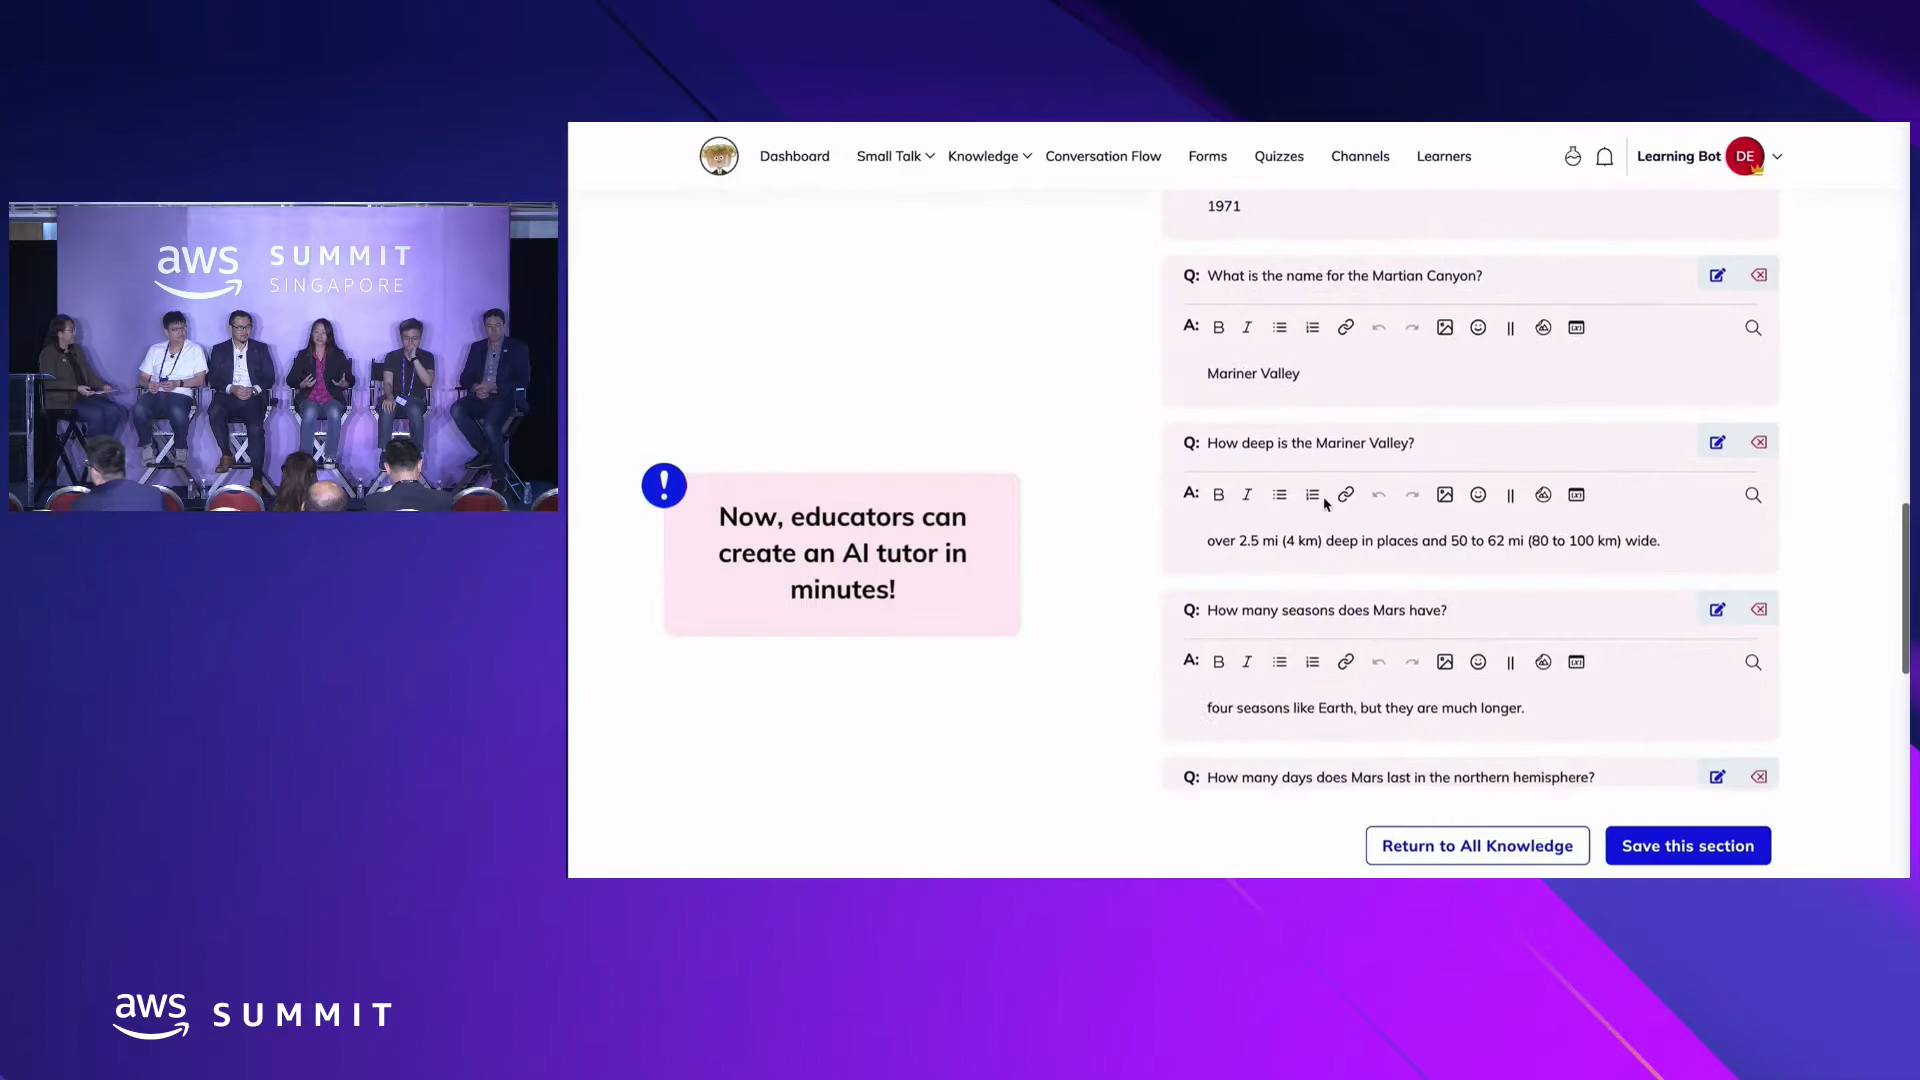 aws SUMMIT
SINGAPORE
Dashboard Small Talk Knowledge Conversation Flow Forms Quizzes Channels Learners Learning Bot DE
1971
Q: What is the name for the Martian Canyon?
A: B I
Mariner Valley
Q: How deep is the Mariner Valley?
A: B I
over 2.5 mi (4 km) deep in places and 50 to 62 mi (80 to 100 km) wide.
Q: How many seasons does Mars have?
A: B I
four seasons like Earth, but they are much longer.
Q: How many days does Mars last in the northern hemisphere?
Return to All Knowledge Save this section
! Now, educators can
create an AI tutor in
minutes!
aws SUMMIT